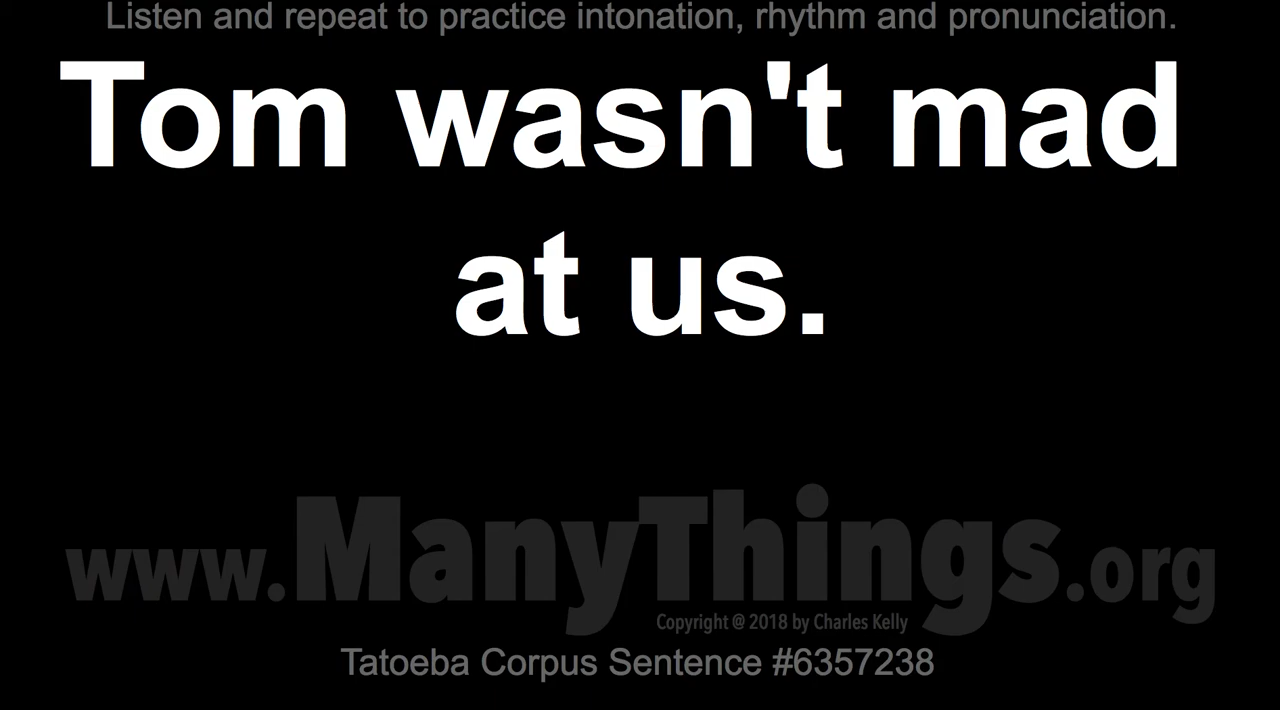 Listen and repeat to practice intonation, rhythm and pronunciation.
Tom wasn't mad
at us.
www.ManyThings.org
Copyright @ 2018 by Charles Kelly
Tatoeba Corpus Sentence #6357238